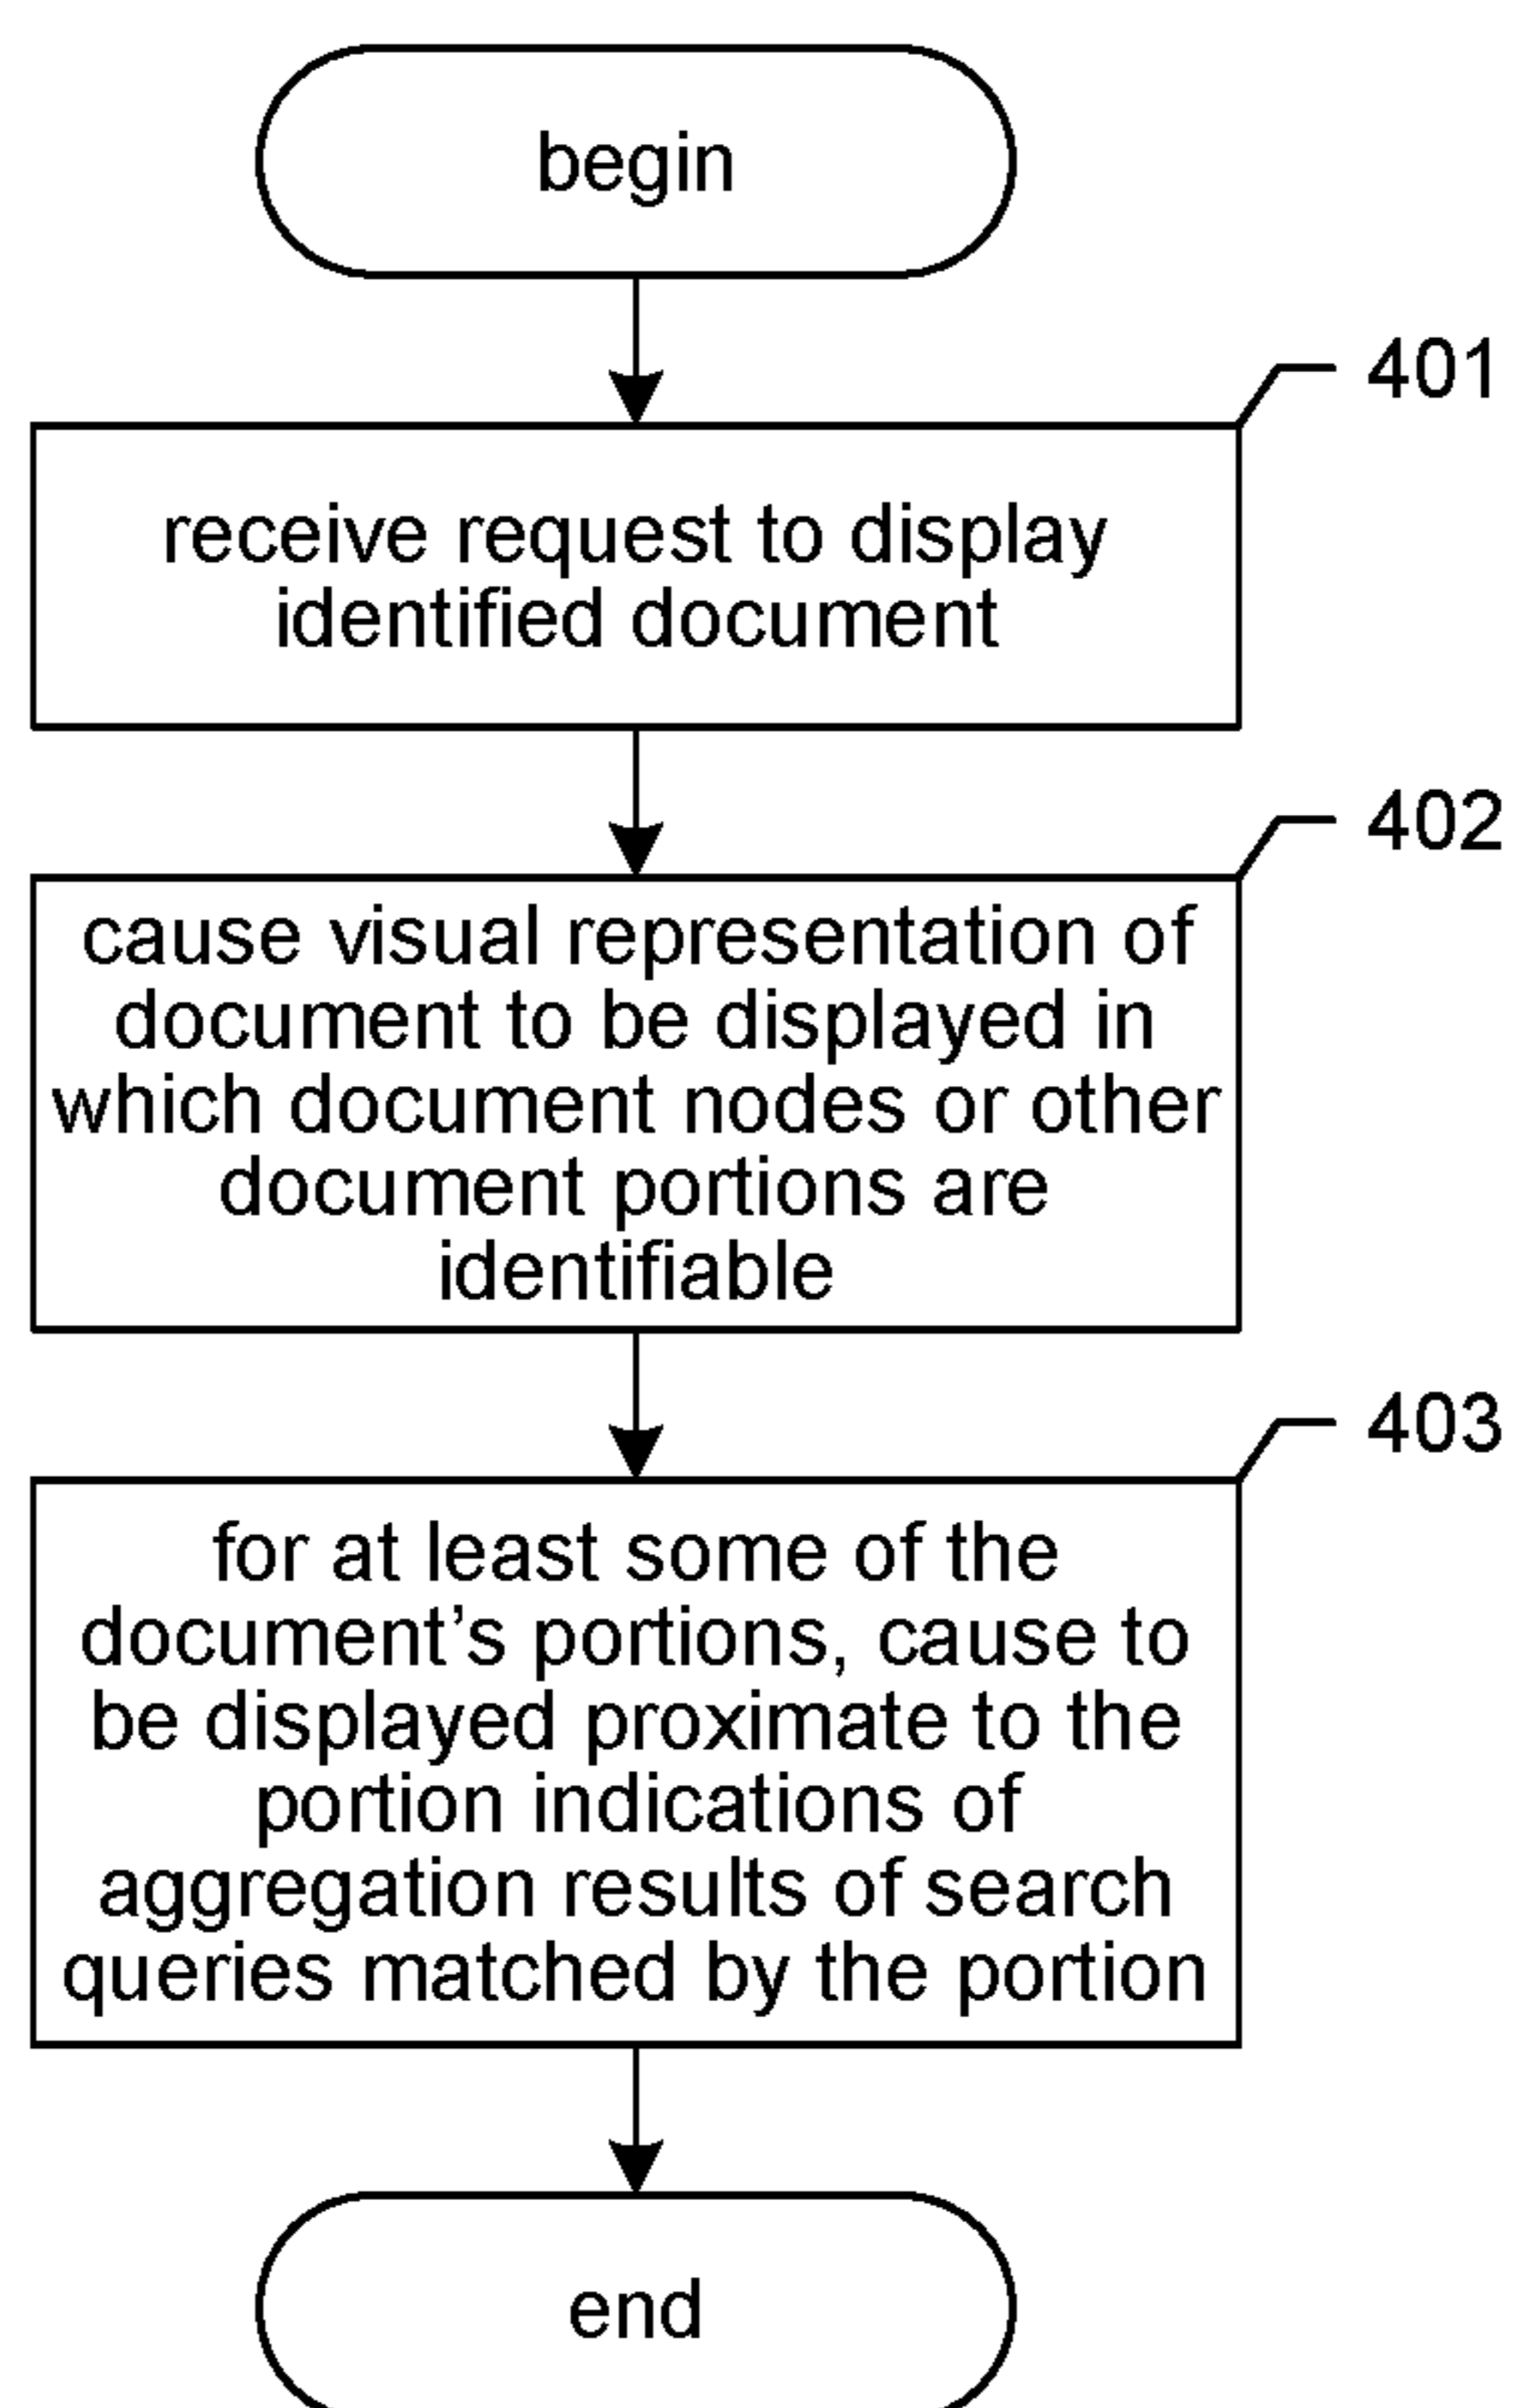 begin
401
receive request to display
identified document
402
cause visual representation of
document to be displayed in
which document nodes or other
document portions are
identifiable
403
for at least some of the
document’s portions, cause to
be displayed proximate to the
portion indications of
aggregation results of search
queries matched by the portion
end